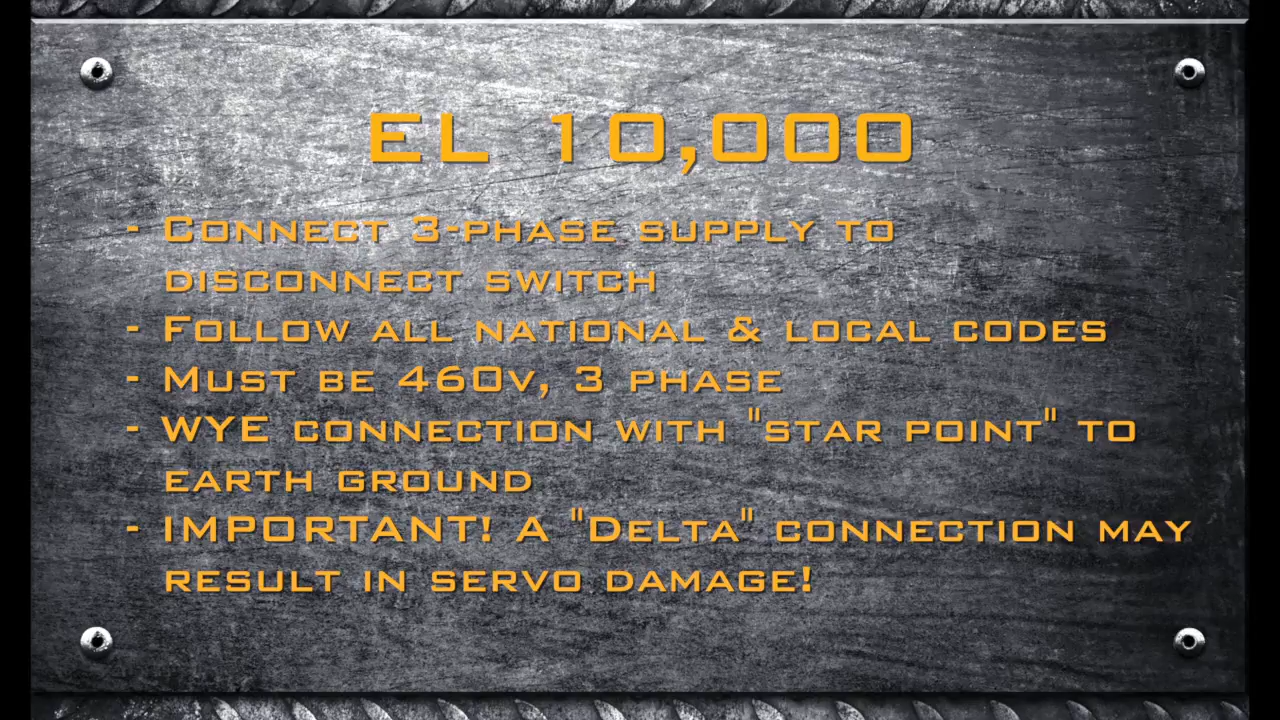 EL 10,000
- Connect 3-phase supply to
disconnect switch
- Follow all national & local codes
- Must be 460v, 3 phase
- WYE connection with "star point" to
earth ground
- IMPORTANT! A "Delta" connection may
result in servo damage!